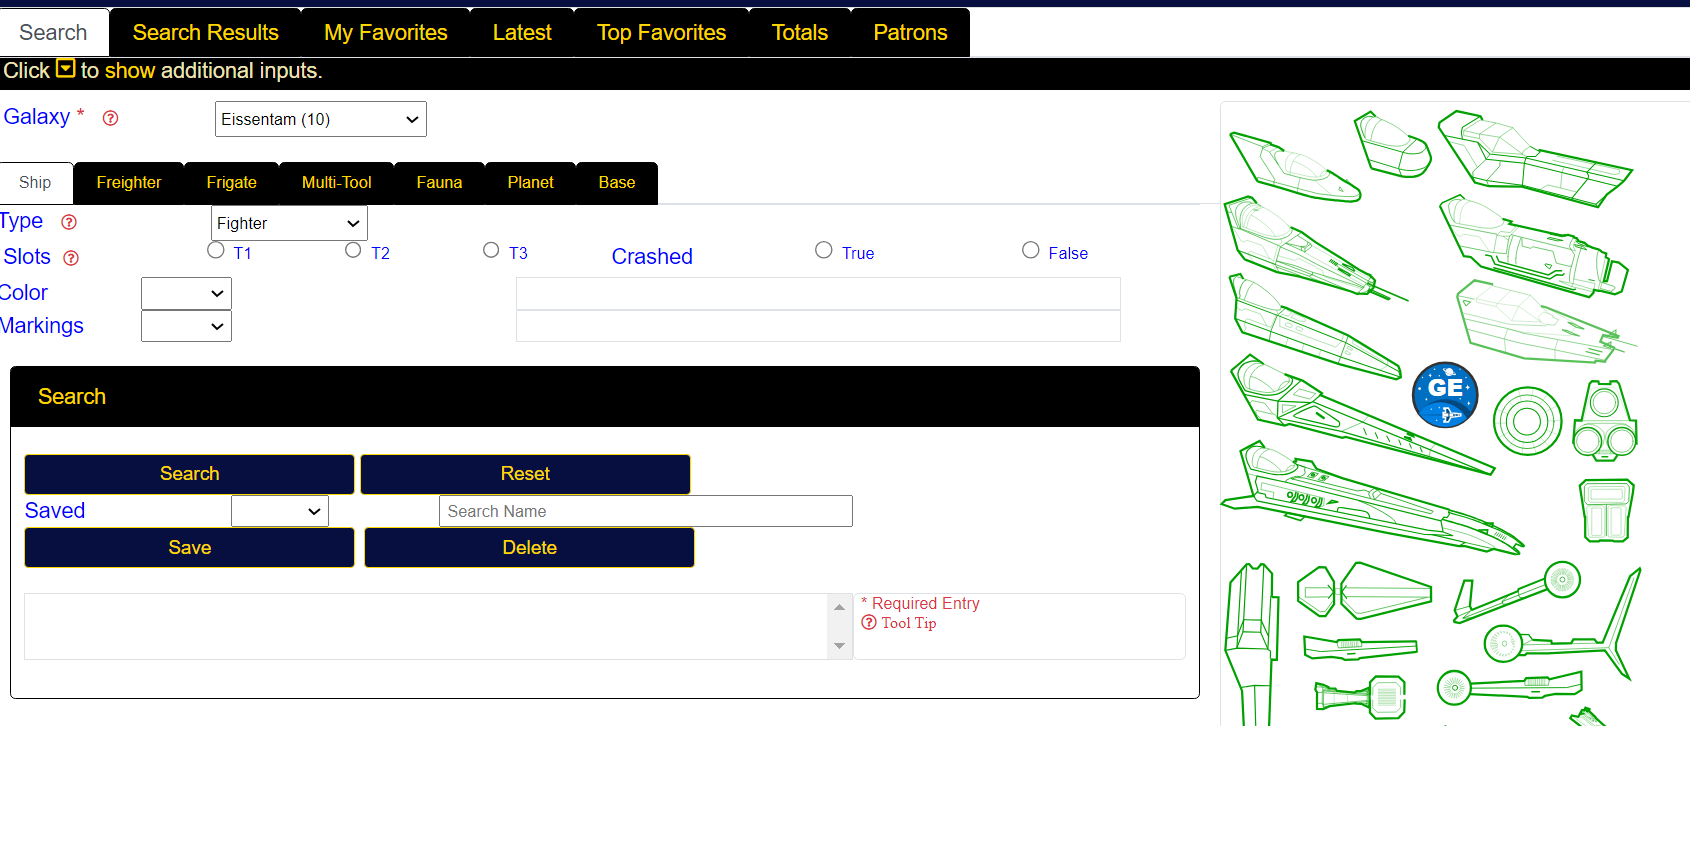 Search Search Results My Favorites Latest Top Favorites Totals Patrons
Click to show additional inputs.
Galaxy * ? Eissentam (10)
Ship Freighter Frigate Multi-Tool Fauna Planet Base
Type ? Fighter
Slots ? T1 T2 T3 Crashed True False
Color
Markings
GE
Search
Search Reset
Saved Search Name
Save Delete
* Required Entry
? Tool Tip